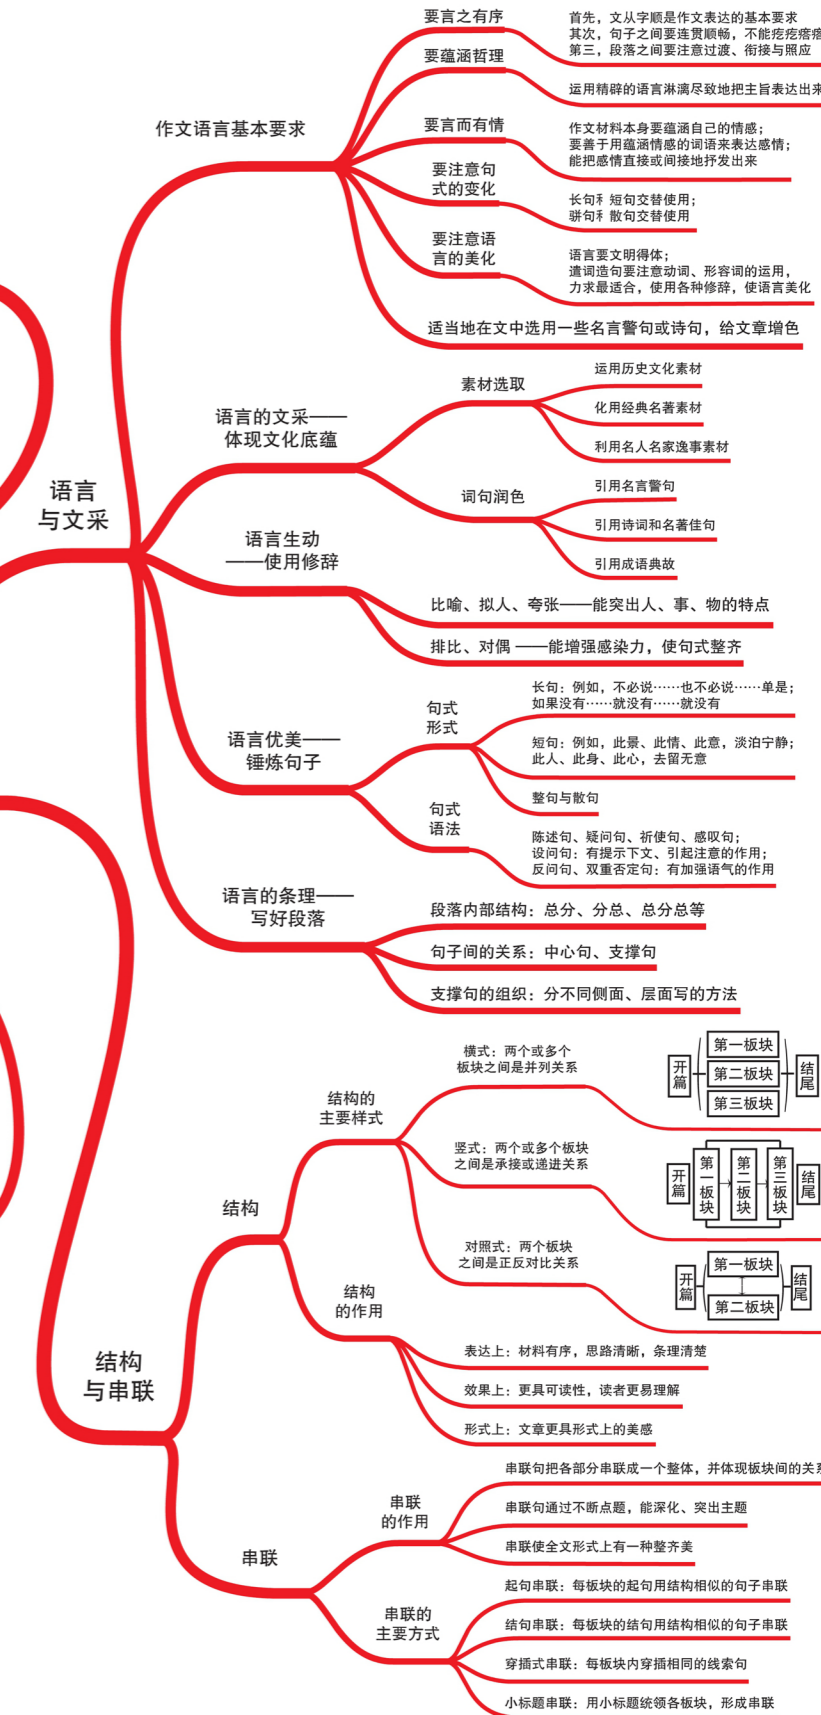 要言之有序
首先，文从字顺是作文表达的基本要求
其次，句子之间要连贯顺畅，不能疙疙瘩瘩
第三，段落之间要注意过渡、衔接与照应
要蕴涵哲理
运用精辟的语言淋漓尽致地把主旨表达出来
作文语言基本要求
要言而有情
作文材料本身要蕴涵自己的情感；
要善于用蕴涵情感的词语来表达感情；
能把感情直接或间接地抒发出来
要注意句
式的变化
长句和短句交替使用；
骈句和散句交替使用
要注意语
言的美化
语言要文明得体；
遣词造句要注意动词、形容词的运用，
力求最适合，使用各种修辞，使语言美化
适当地在文中选用一些名言警句或诗句，给文章增色
语言
与文采
语言的文采——
体现文化底蕴
素材选取
运用历史文化素材
化用经典名著素材
利用名人名家逸事素材
词句润色
引用名言警句
引用诗词和名著佳句
引用成语典故
语言生动
——使用修辞
比喻、拟人、夸张——能突出人、事、物的特点
排比、对偶 ——能增强感染力，使句式整齐
语言优美——
锤炼句子
句式
形式
长句：例如，不必说……也不必说……单是；
如果没有……就没有……就没有
短句：例如，此景、此情、此意，淡泊宁静；
此人、此身、此心，去留无意
整句与散句
句式
语法
陈述句、疑问句、祈使句、感叹句；
设问句：有提示下文、引起注意的作用；
反问句、双重否定句：有加强语气的作用
语言的条理——
写好段落
段落内部结构：总分、分总、总分总等
句子间的关系：中心句、支撑句
支撑句的组织：分不同侧面、层面写的方法
结构
与串联
结构
结构的
主要样式
横式：两个或多个
板块之间是并列关系
开篇
第一板块
第二板块
第三板块
结尾
竖式：两个或多个板块
之间是承接或递进关系
开篇
第一板块
第二板块
第三板块
结尾
对照式：两个板块
之间是正反对比关系
开篇
第一板块
第二板块
结尾
结构
的作用
表达上：材料有序，思路清晰，条理清楚
效果上：更具可读性，读者更易理解
形式上：文章更具形式上的美感
串联
串联
的作用
串联句把各部分串联成一个整体，并体现板块间的关系
串联句通过不断点题，能深化、突出主题
串联使全文形式上有一种整齐美
串联的
主要方式
起句串联：每板块的起句用结构相似的句子串联
结句串联：每板块的结句用结构相似的句子串联
穿插式串联：每板块内穿插相同的线索句
小标题串联：用小标题统领各板块，形成串联